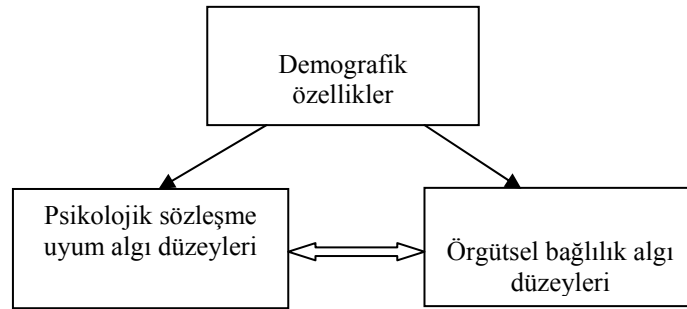 Demografik
özellikler
Psikolojik sözleşme
uyum algı düzeyleri
Örgütsel bağlılık algı
düzeyleri